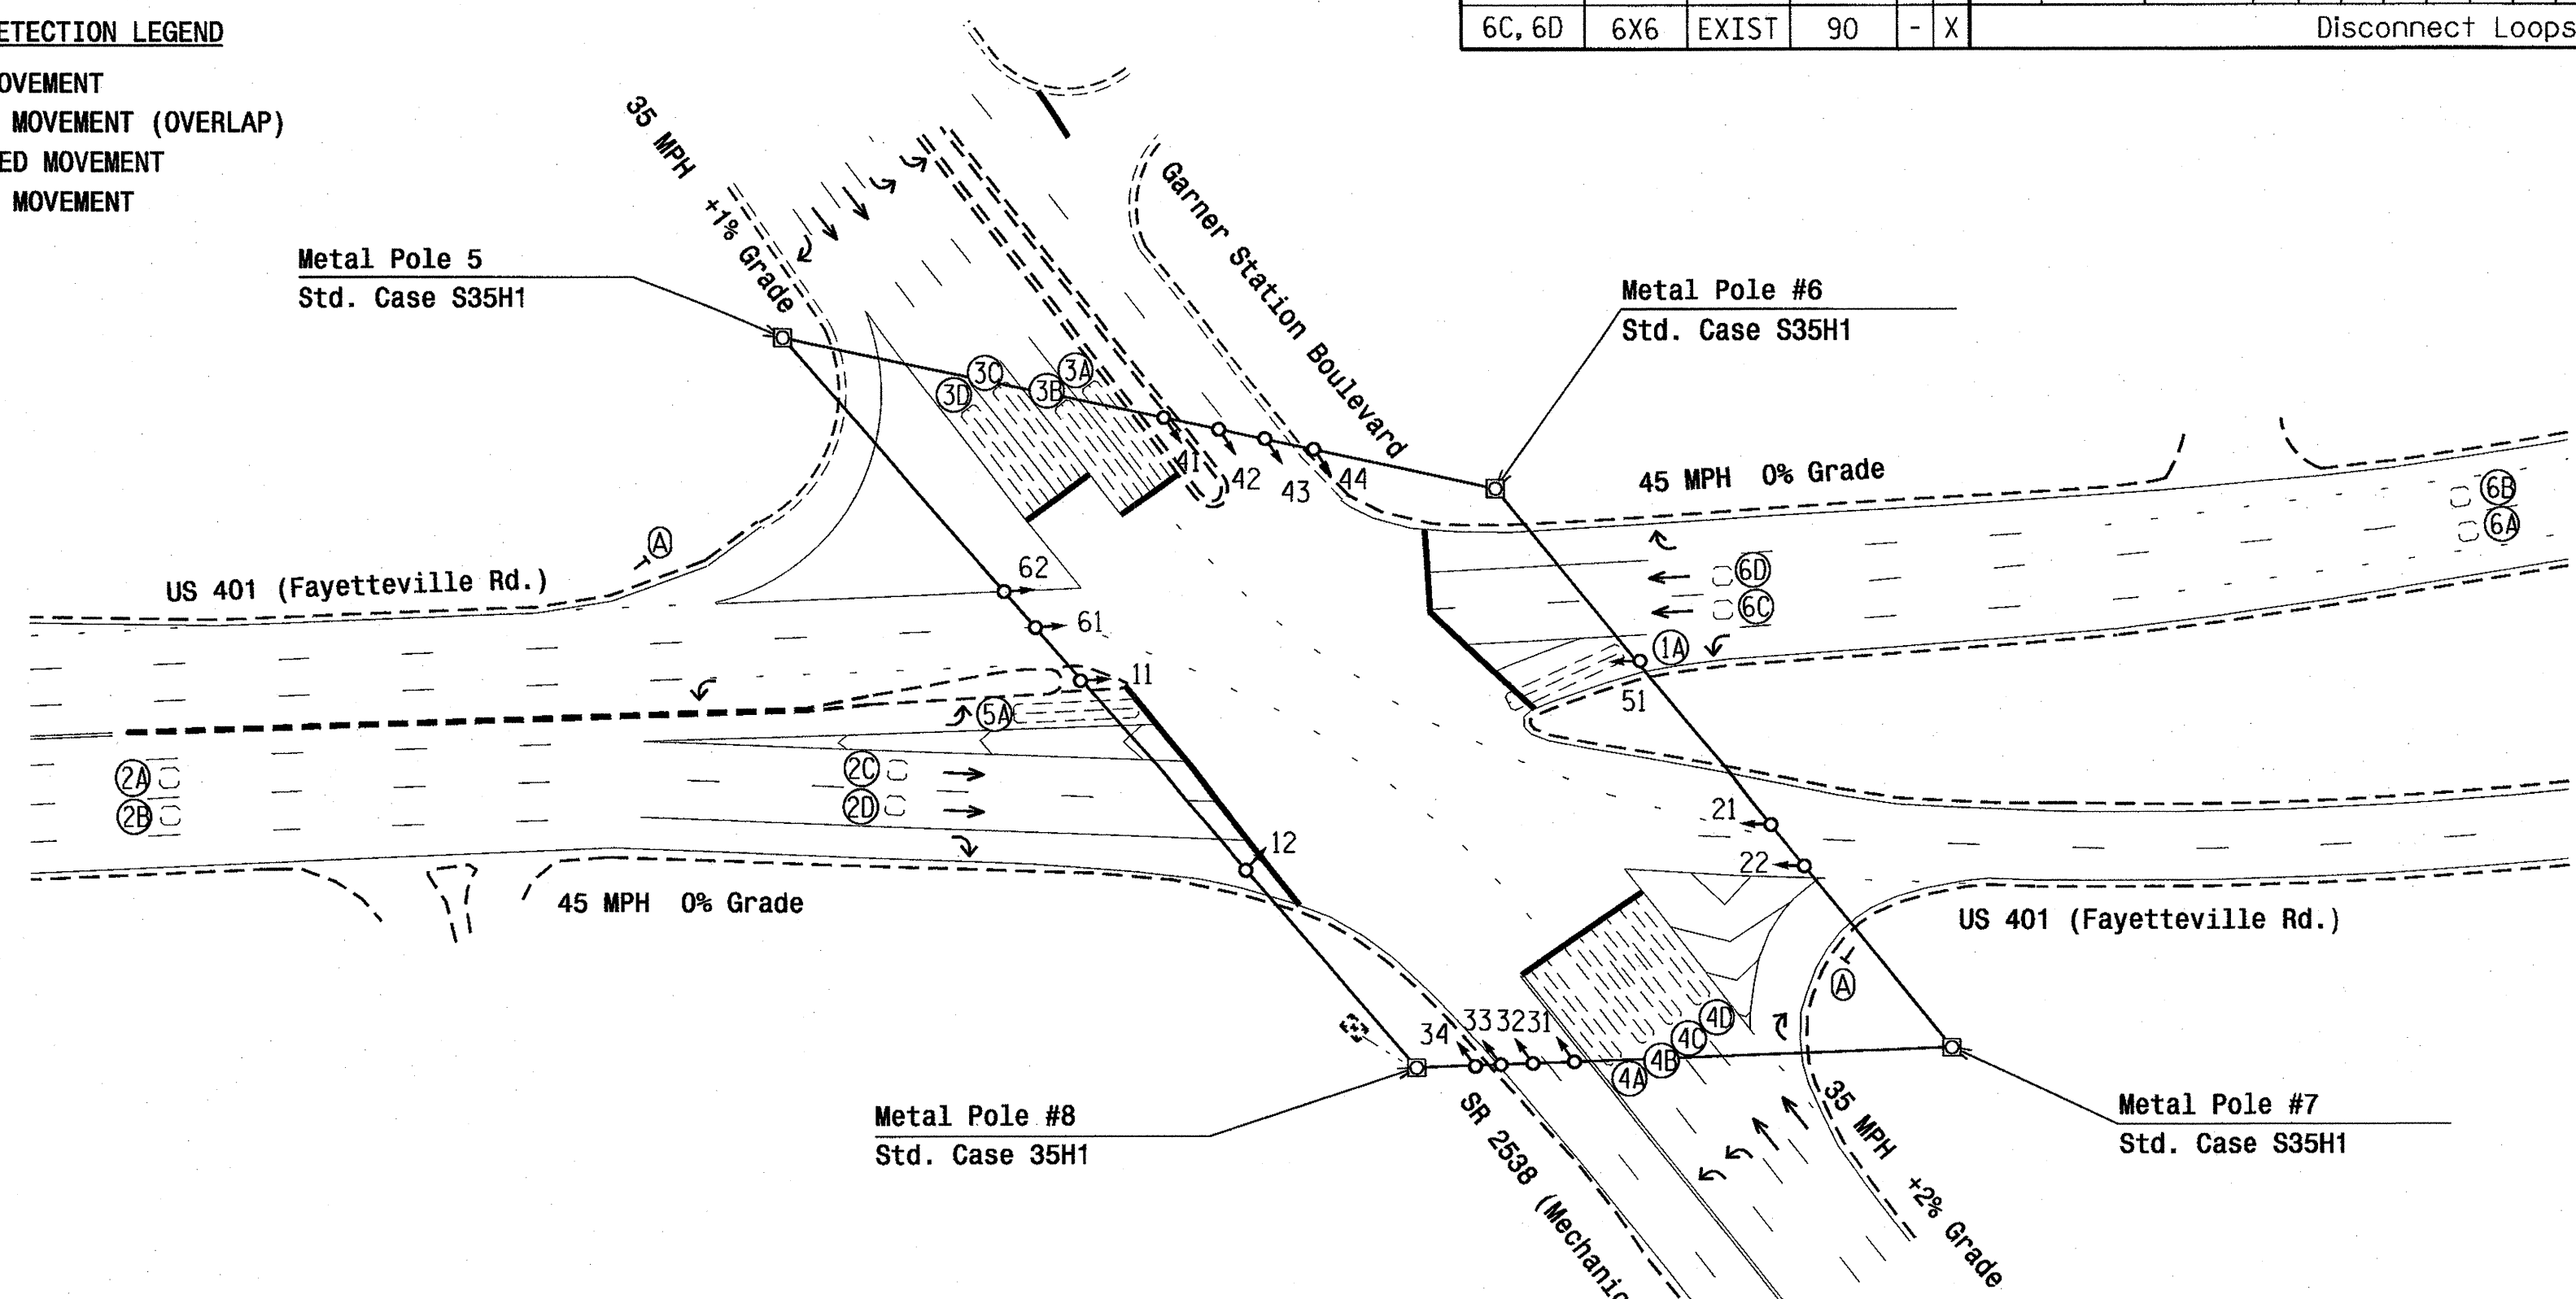 ETECTION LEGEND
OVEMENT
MOVEMENT (OVERLAP)
ED MOVEMENT
MOVEMENT
6C, 6D 6X6 EXIST 90 - X Disconnect Loops
35 MPH +1% Grade
Garner Station Boulevard
Metal Pole 5
Std. Case S35H1
Metal Pole #6
Std. Case S35H1
3D
3C
3B
3A
41
42
43
44
45 MPH 0% Grade
6B
6A
A
US 401 (Fayetteville Rd.)
62
61
11
6D
6C
1A
51
5A
2A
2B
2C
2D
12
21
22
45 MPH 0% Grade
US 401 (Fayetteville Rd.)
A
34
33
32
31
4A
4B
4C
4D
Metal Pole #8
Std. Case 35H1
SR 2538 (Mechanic
35 MPH +2% Grade
Metal Pole #7
Std. Case S35H1